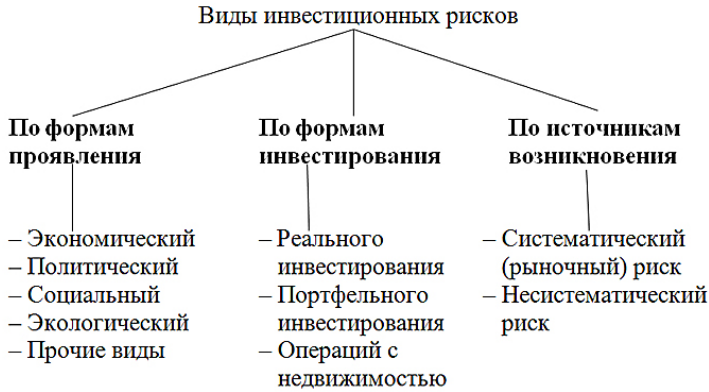 Виды инвестиционных рисков
По формам
проявления
– Экономический
– Политический
– Социальный
– Экологический
– Прочие виды
По формам
инвестирования
– Реального
инвестирования
– Портфельного
инвестирования
– Операций с
недвижимостью
По источникам
возникновения
– Систематический
(рыночный) риск
– Несистематический
риск